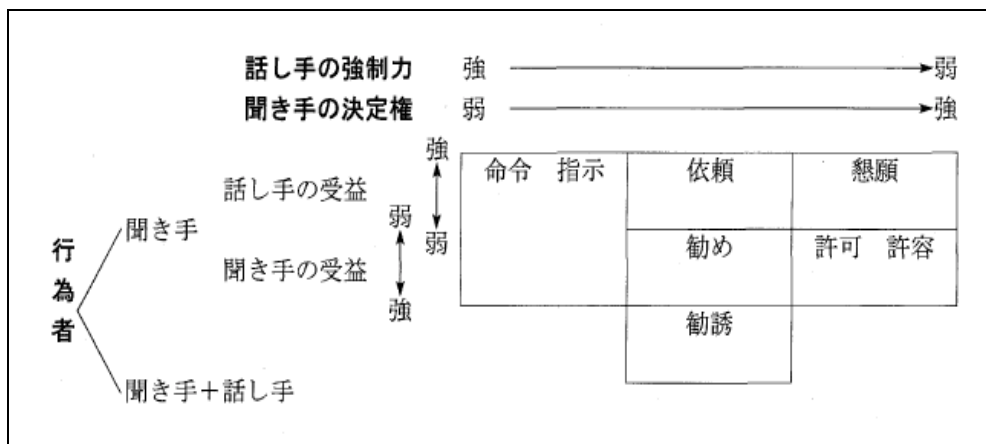 話し手の強制力 強 弱
聞き手の決定権 弱 強
強
命令 指示 依頼 懇願
話し手の受益
弱
聞き手
弱
勧め 許可 許容
行為者
聞き手の受益
強
勧誘
聞き手+話し手